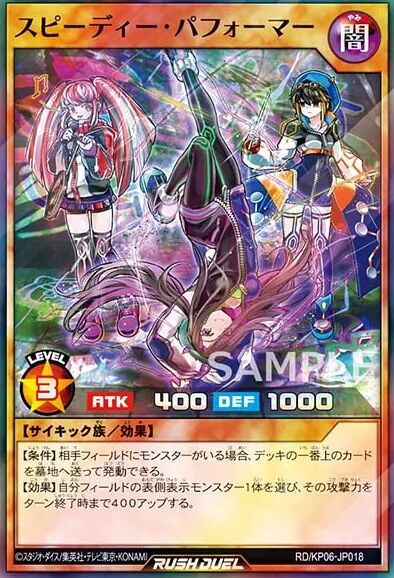 スピーディー・パフォーマー
やみ
闇
SAMPLE
LEVEL
3
ATK 400 DEF 1000
【サイキック族／効果】
【条件】相手フィールドにモンスターがいる場合、デッキの一番上のカード
を墓地へ送って発動できる。
【効果】自分フィールドの表側表示モンスター1体を選び、その攻撃力を
ターン終了時まで400アップする。
©スタジオ・ダイス/集英社・テレビ東京・KONAMI
RUSH DUEL
RD/KP06-JP018